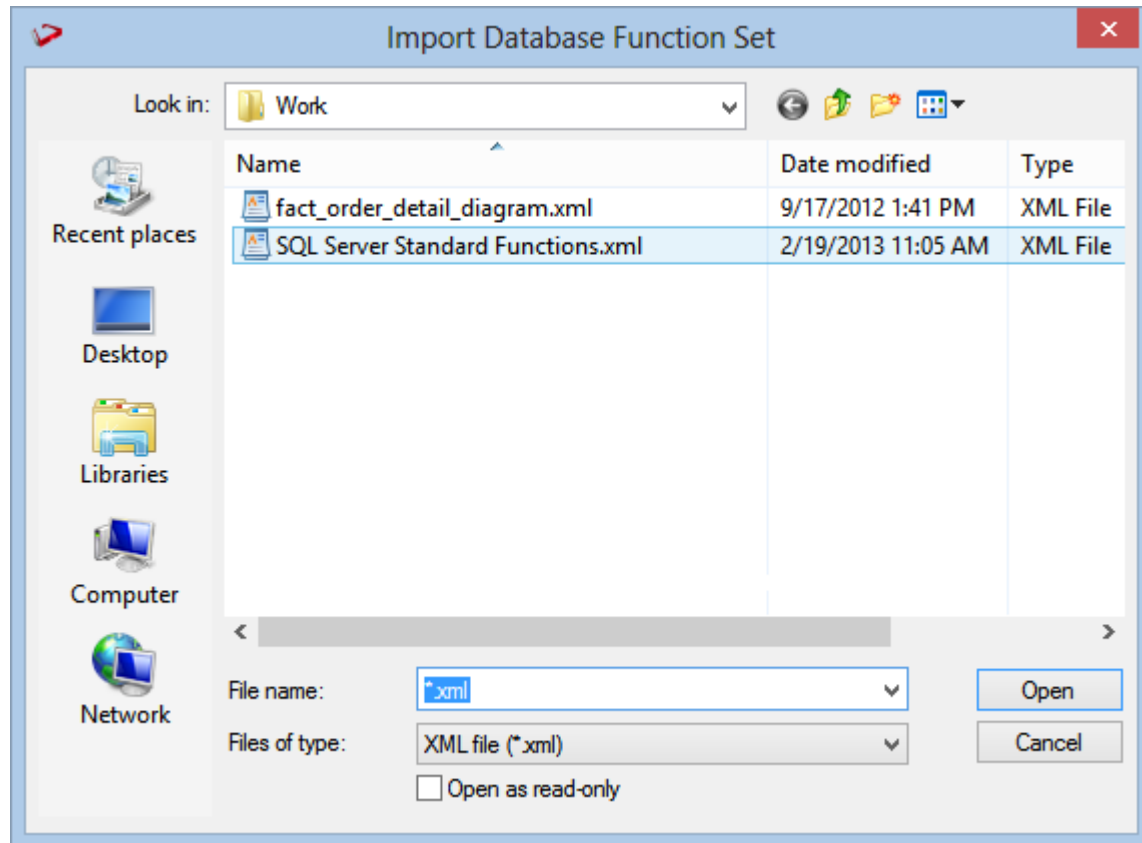 Import Database Function Set
Look in: Work
Name Date modified Type
fact_order_detail_diagram.xml 9/17/2012 1:41 PM XML File
SQL Server Standard Functions.xml 2/19/2013 11:05 AM XML File
Recent places
Desktop
Libraries
Computer
Network
File name: *.xml Open
Files of type: XML file (*.xml) Cancel
Open as read-only